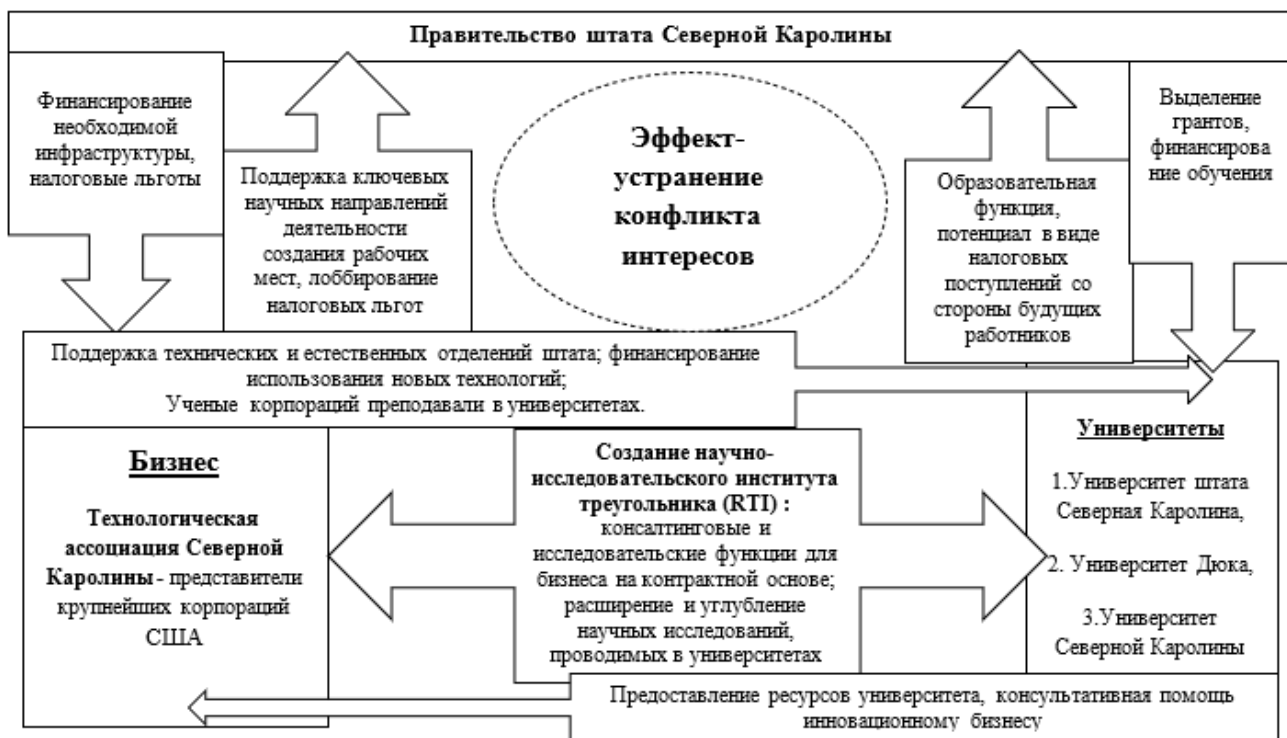 Правительство штата Северной Каролины
Финансирование
необходимой
инфраструктуры,
налоговые льготы
Поддержка ключевых
научных направлений
деятельности
создания рабочих
мест, лоббирование
налоговых льгот
Эффект-
устранение
конфликта
интересов
Образовательная
функция,
потенциал в виде
налоговых
поступлений со
стороны будущих
работников
Выделение
грантов,
финансирова
ние обучения
Поддержка технических и естественных отделений штата; финансирование
использования новых технологий;
Ученые корпораций преподавали в университетах.
Бизнес
Технологическая
ассоциация Северной
Каролины- представители
крупнейших корпораций
США
Создание научно-
исследовательского института
треугольника (RTI) :
консалтинговые и
исследовательские функции для
бизнеса на контрактной основе;
расширение и углубление
научных исследований,
проводимых в университетах
Университеты
1.Университет штата
Северная Каролина,
2. Университет Дюка,
3.Университет
Северной Каролины
Предоставление ресурсов университета, консультативная помощь
инновационному бизнесу